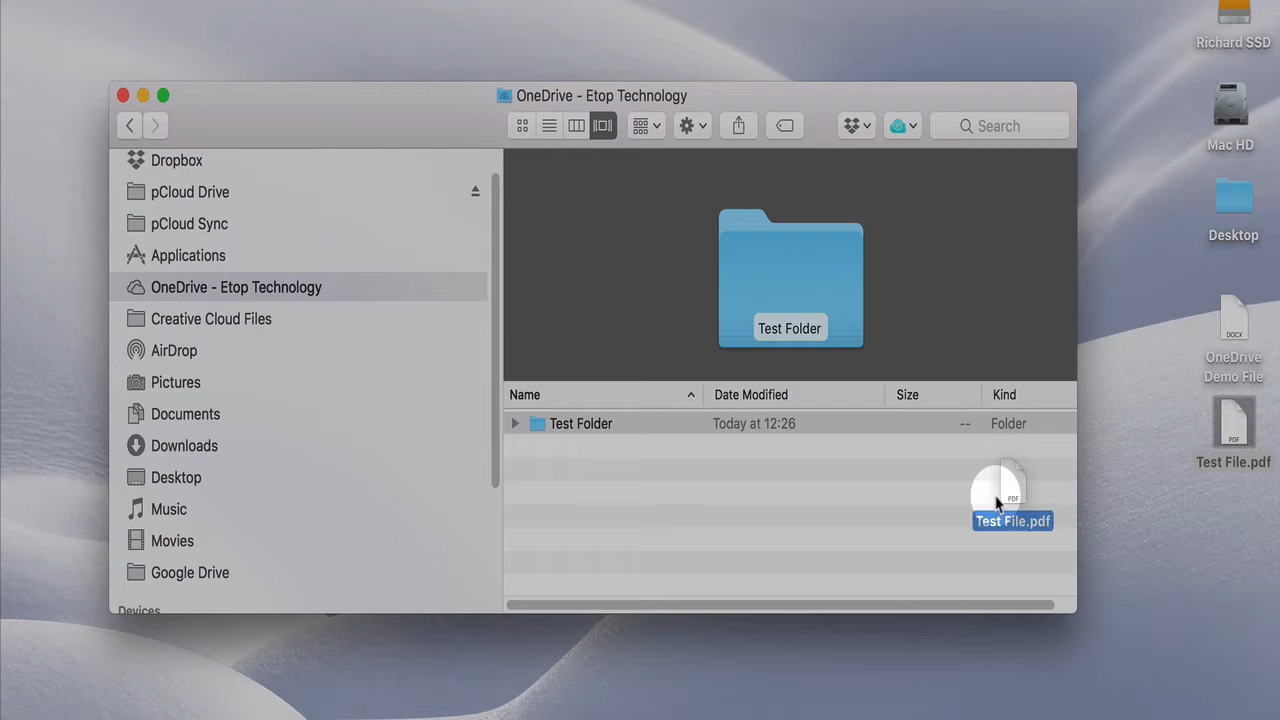 Richard SSD
OneDrive - Etop Technology
Search
Mac HD
Dropbox
pCloud Drive
pCloud Sync
Applications
OneDrive - Etop Technology
Creative Cloud Files
AirDrop
Pictures
Documents
Downloads
Desktop
Music
Movies
Google Drive
Devices
Test Folder
Name Date Modified Size Kind
Test Folder Today at 12:26 -- Folder
PDF
Test File.pdf
Desktop
DOCX
OneDrive
Demo File
PDF
Test File.pdf